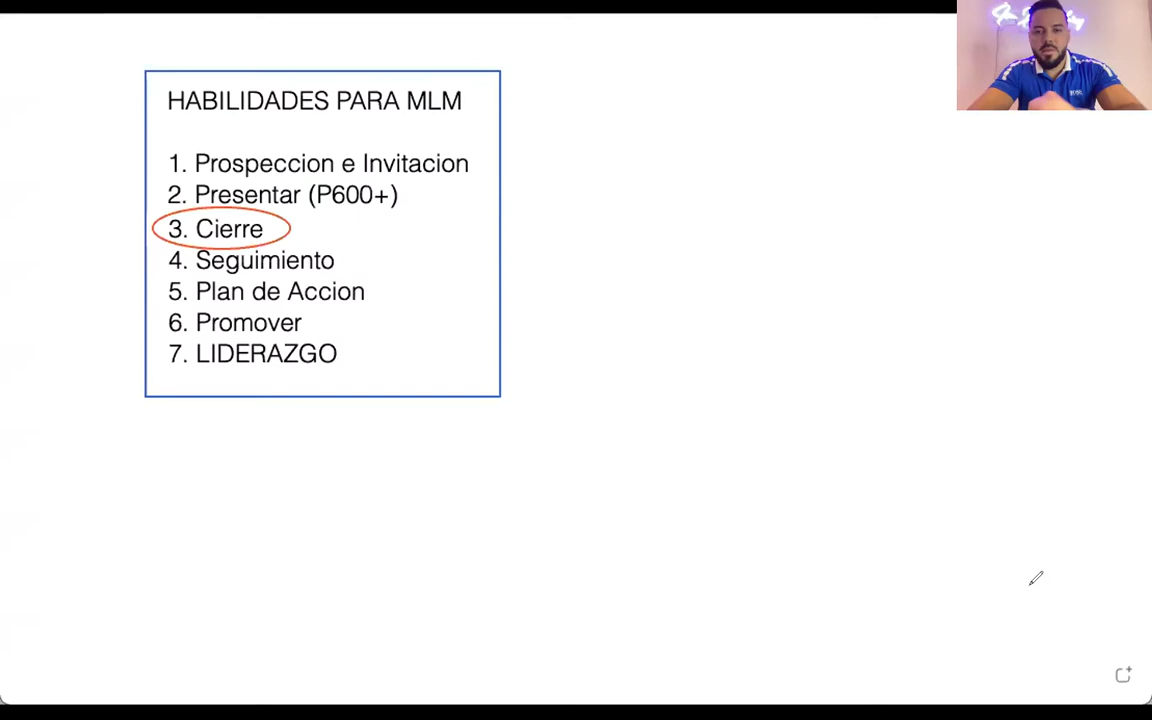 HABILIDADES PARA MLM
1. Prospeccion e Invitacion
2. Presentar (P600+)
3. Cierre
4. Seguimiento
5. Plan de Accion
6. Promover
7. LIDERAZGO